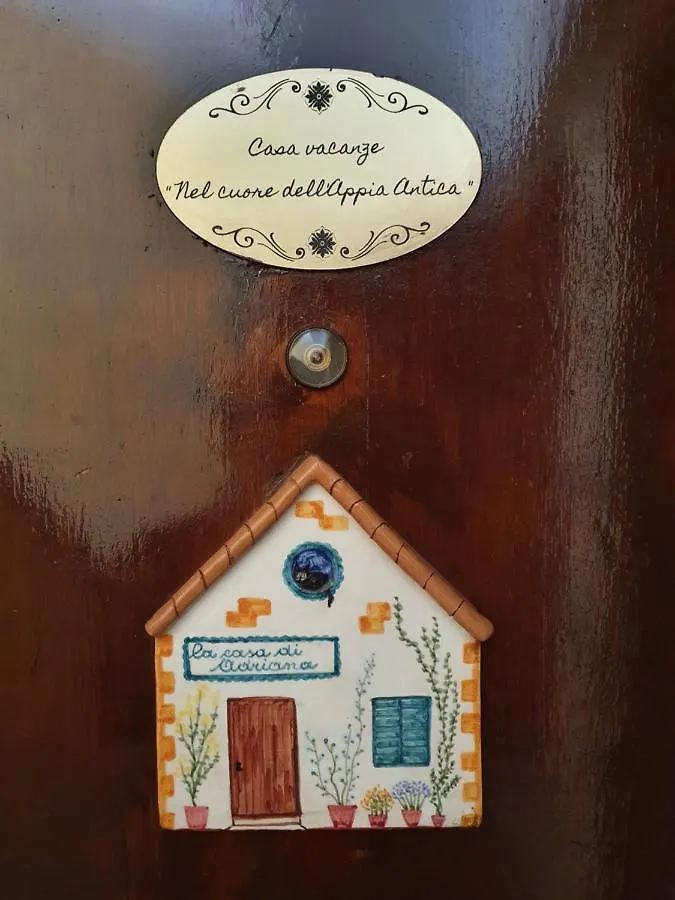 Casa vacanze
"Nel cuore dell'Appia Antica "
la casa di
Adriana